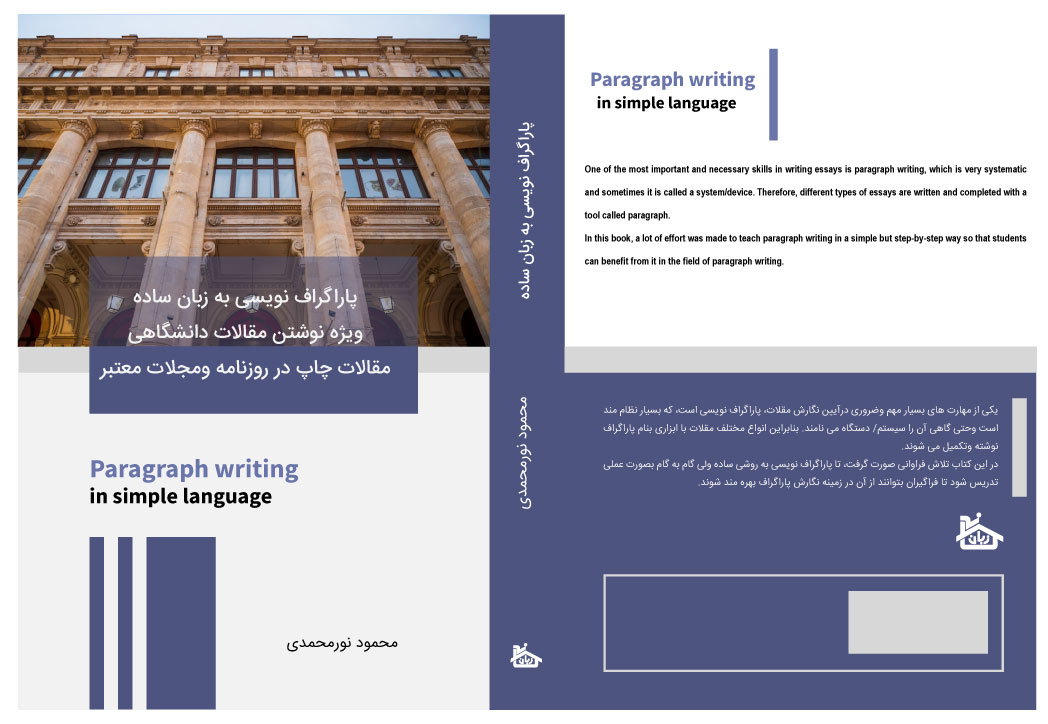 پاراگراف نویسی به زبان ساده
ویژه نوشتن مقالات دانشگاهی
مقالات چاپ در روزنامه ومجلات معتبر
Paragraph writing
in simple language
محمود نورمحمدی
پاراگراف نویسی به زبان ساده
محمود نورمحمدی
زبان
Paragraph writing
in simple language
One of the most important and necessary skills in writing essays is paragraph writing, which is very systematic
and sometimes it is called a system/device. Therefore, different types of essays are written and completed with a
tool called paragraph.
In this book, a lot of effort was made to teach paragraph writing in a simple but step-by-step way so that students
can benefit from it in the field of paragraph writing.
یکی از مهارت های بسیار مهم وضروری درآیین نگارش مقلات، پاراگراف نویسی است، که بسیار نظام مند
است وحتی گاهی آن را سیستم/ دستگاه می نامند. بنابراین انواع مختلف مقلات با ابزاری بنام پاراگراف
نوشته وتکمیل می شوند.
در این کتاب تلاش فراوانی صورت گرفت، تا پاراگراف نویسی به روشی ساده ولی گام به گام بصورت عملی
تدریس شود تا فراگیران بتوانند از آن در زمینه نگارش پاراگراف بهره مند شوند.
زبان